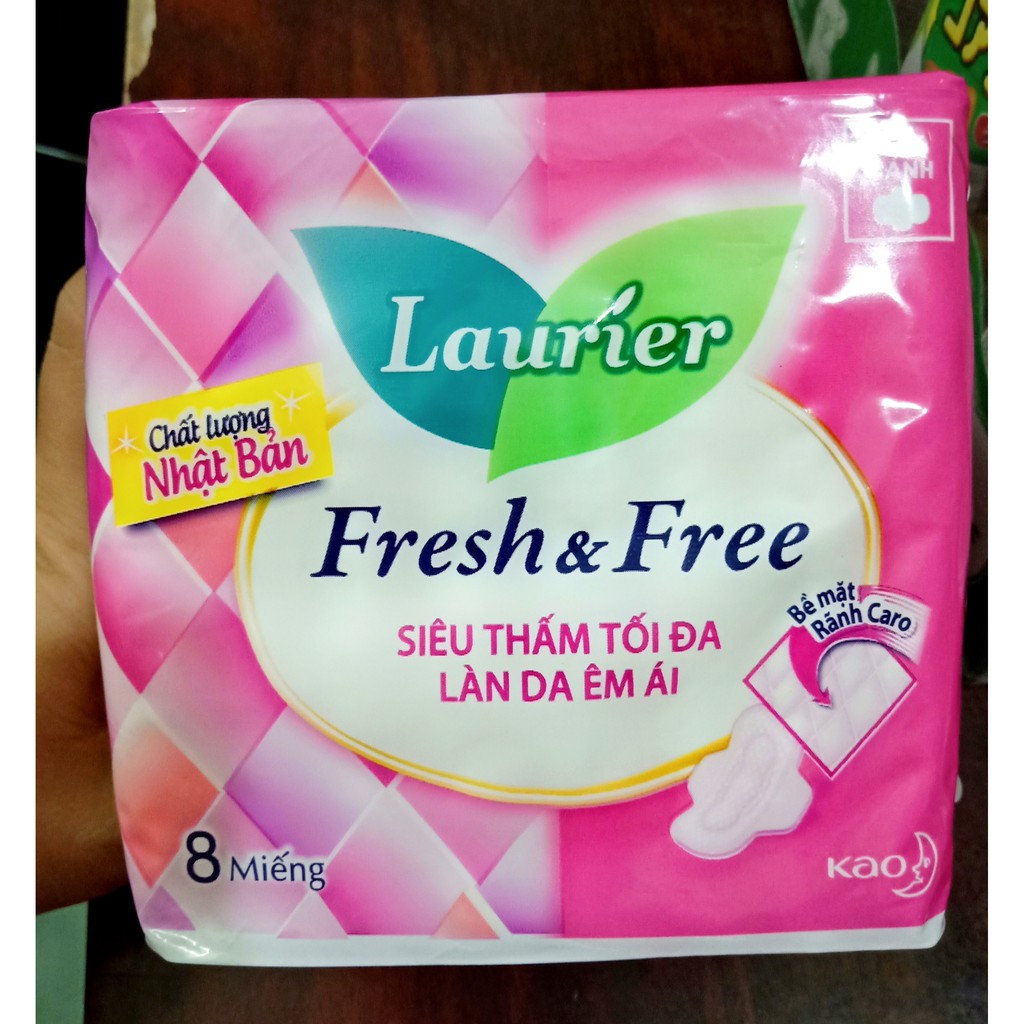 Laurier
Chất lượng
Nhật Bản
Fresh & Free
SIÊU THẤM TỐI ĐA
LÀN DA ÊM ÁI
Bề mặt
Rãnh Caro
8 Miếng
Kao